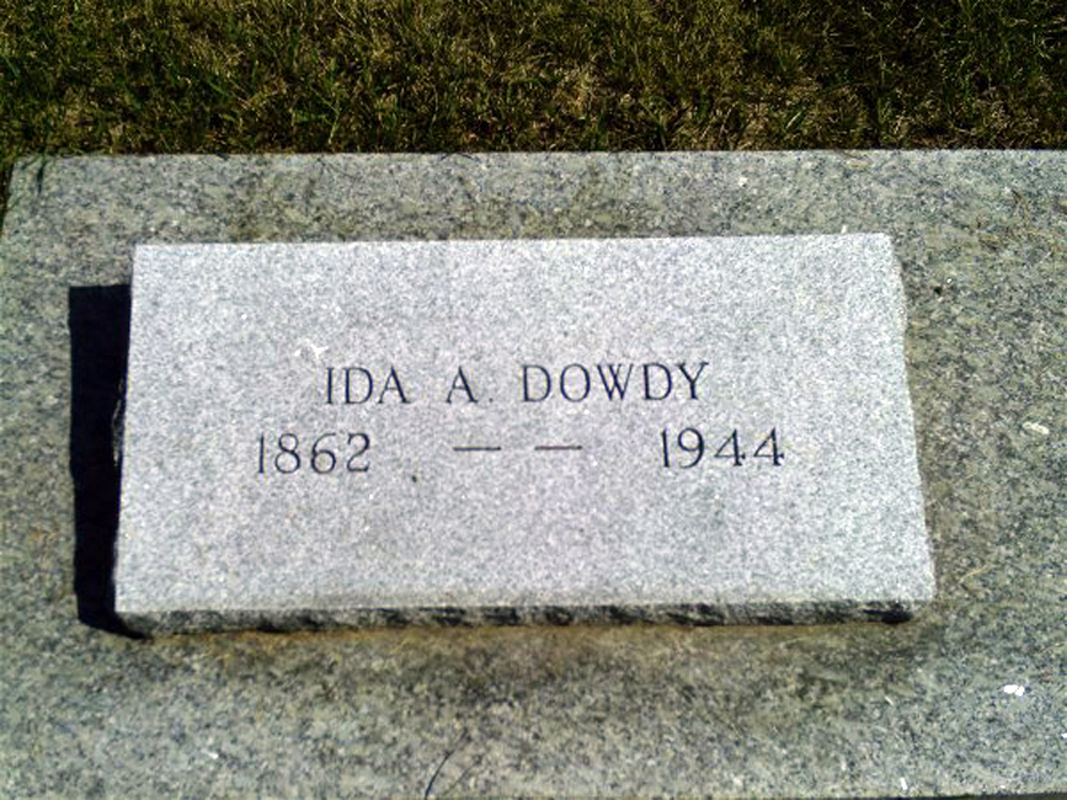 IDA A. DOWDY
1862 — — 1944